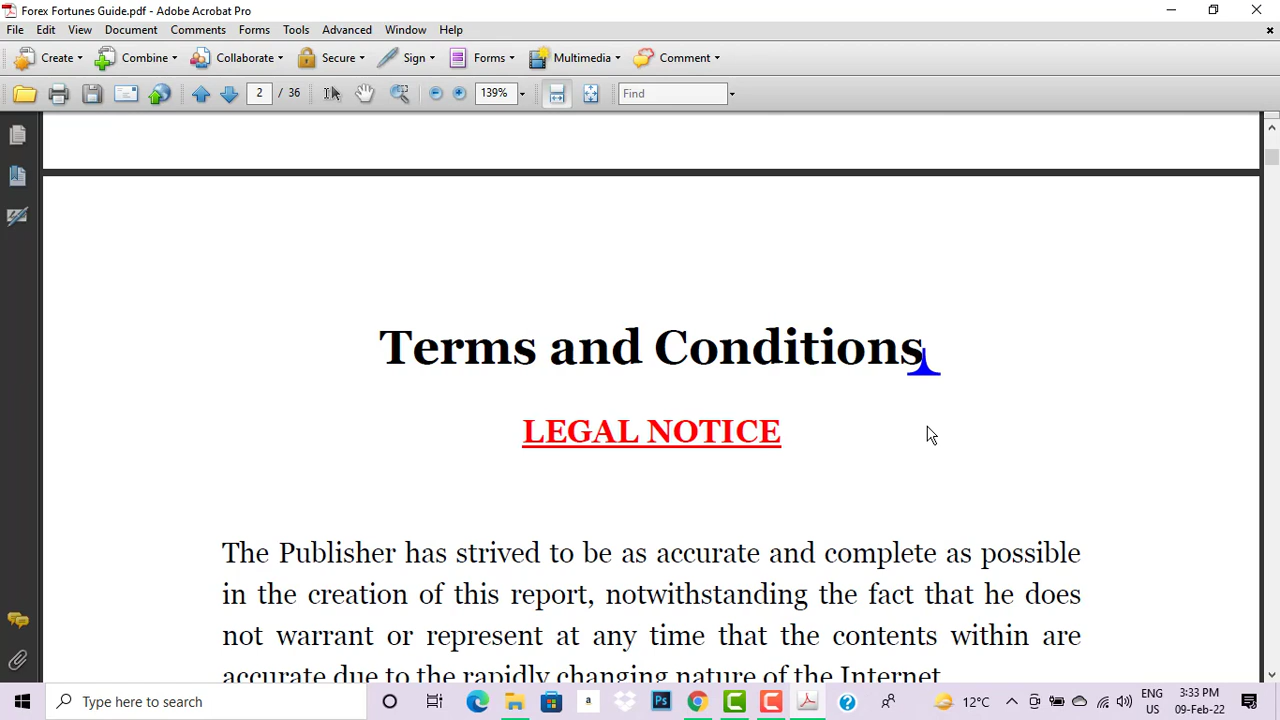 Forex Fortunes Guide.pdf - Adobe Acrobat Pro
File Edit View Document Comments Forms Tools Advanced Window Help
Create Combine Collaborate Secure Sign Forms Multimedia Comment
2 / 36 139% Find
Terms and Conditions
LEGAL NOTICE
The Publisher has strived to be as accurate and complete as possible
in the creation of this report, notwithstanding the fact that he does
not warrant or represent at any time that the contents within are
accurate due to the rapidly changing nature of the Internet
Type here to search a Ps 12°C ENG US 3:33 PM 09-Feb-22